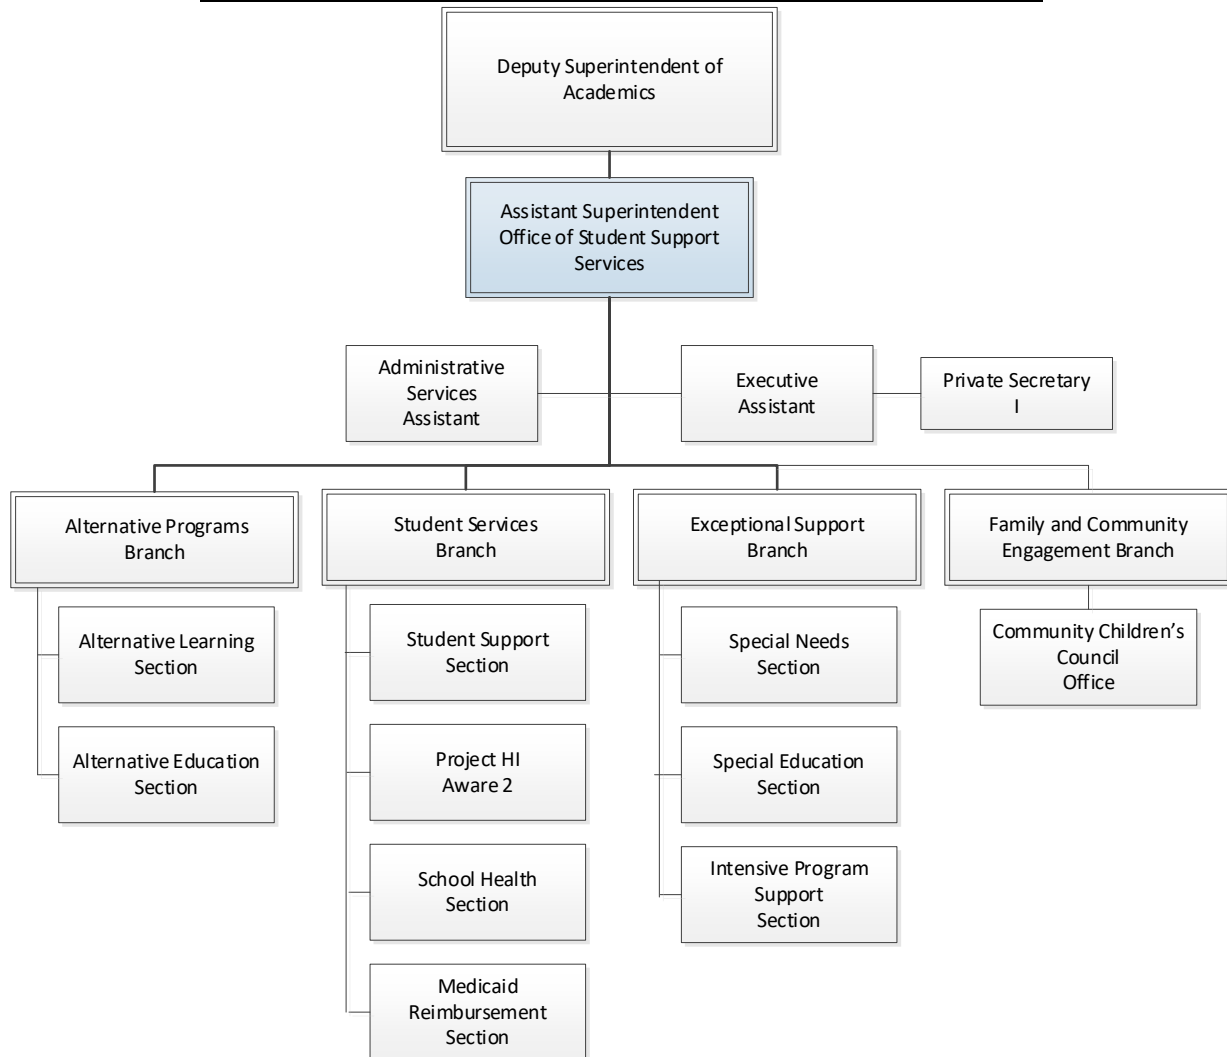 Deputy Superintendent of
Academics
Assistant Superintendent
Office of Student Support
Services
Administrative
Services
Assistant
Executive
Assistant
Private Secretary
I
Alternative Programs
Branch
Student Services
Branch
Exceptional Support
Branch
Family and Community
Engagement Branch
Alternative Learning
Section
Alternative Education
Section
Student Support
Section
Project HI
Aware 2
School Health
Section
Medicaid
Reimbursement
Section
Special Needs
Section
Special Education
Section
Intensive Program
Support
Section
Community Children’s
Council
Office